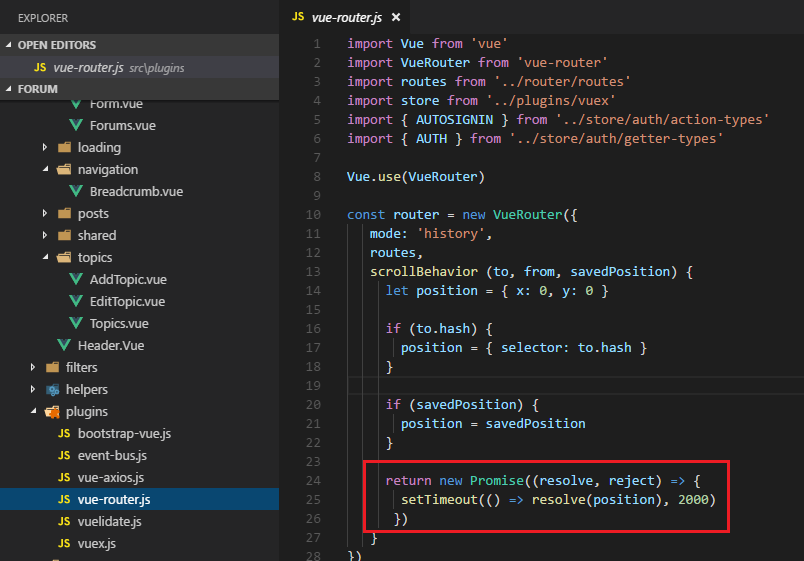 EXPLORER
OPEN EDITORS
JS vue-router.js src\plugins
FORUM
Form.vue
Forums.vue
loading
navigation
Breadcrumb.vue
posts
shared
topics
AddTopic.vue
EditTopic.vue
Topics.vue
Header.Vue
filters
helpers
plugins
JS bootstrap-vue.js
JS event-bus.js
JS vue-axios.js
JS vue-router.js
JS vuelidate.js
JS vuex.js
JS vue-router.js ×
1 import Vue from 'vue'
2 import VueRouter from 'vue-router'
3 import routes from '../router/routes'
4 import store from '../plugins/vuex'
5 import { AUTOSIGNIN } from '../store/auth/action-types'
6 import { AUTH } from '../store/auth/getter-types'
7
8 Vue.use(VueRouter)
9
10 const router = new VueRouter({
11 mode: 'history',
12 routes,
13 scrollBehavior (to, from, savedPosition) {
14 let position = { x: 0, y: 0 }
15
16 if (to.hash) {
17 position = { selector: to.hash }
18 }
19
20 if (savedPosition) {
21 position = savedPosition
22 }
23
24 return new Promise((resolve, reject) => {
25 setTimeout(() => resolve(position), 2000)
26 })
27 }
28 })